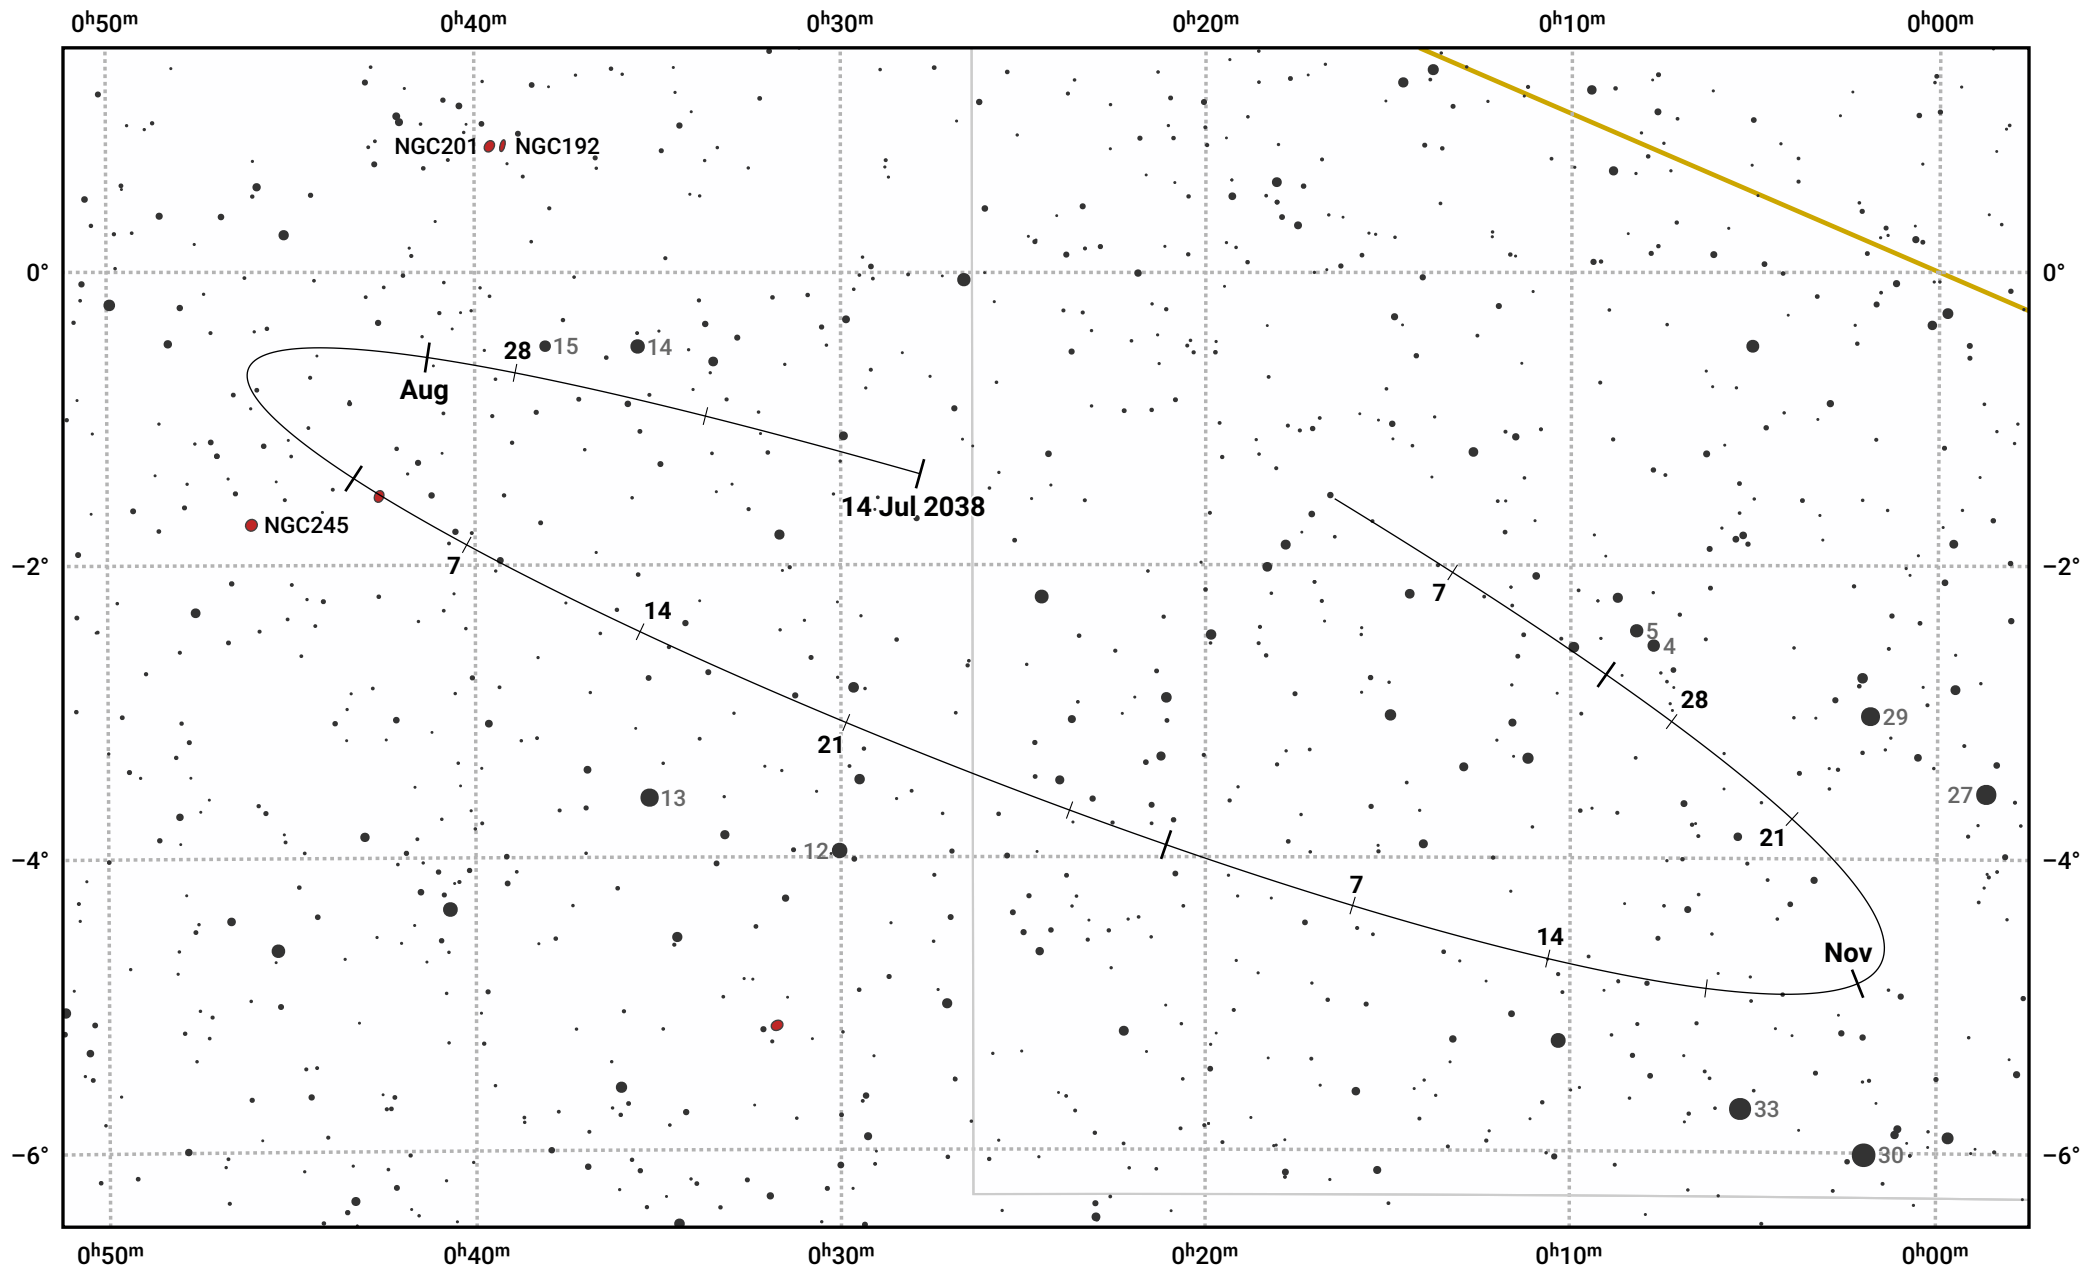 0ʰ50ᵐ 0ʰ40ᵐ 0ʰ30ᵐ 0ʰ20ᵐ 0ʰ10ᵐ 0ʰ00ᵐ
NGC201 NGC192
0° 0°
28 15 14
Aug
14 Jul 2038
NGC245
−2° 7 7 −2°
14 5
4
28
21 29
13 27
21
12 −4° −4°
7
14
Nov
33
−6° 30 −6°
0ʰ50ᵐ 0ʰ40ᵐ 0ʰ30ᵐ 0ʰ20ᵐ 0ʰ10ᵐ 0ʰ00ᵐ